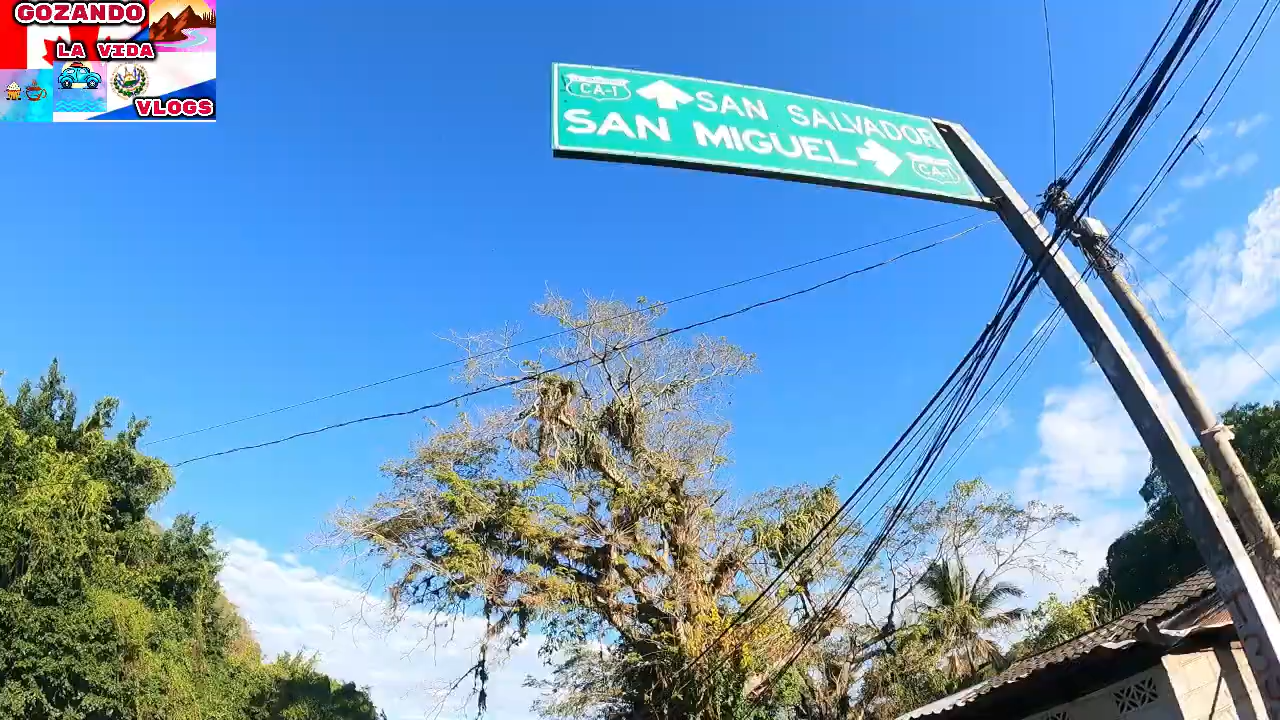 GOZANDO
LA VIDA
VLOGS
CA-1 SAN SALVADOR
SAN MIGUEL CA-1